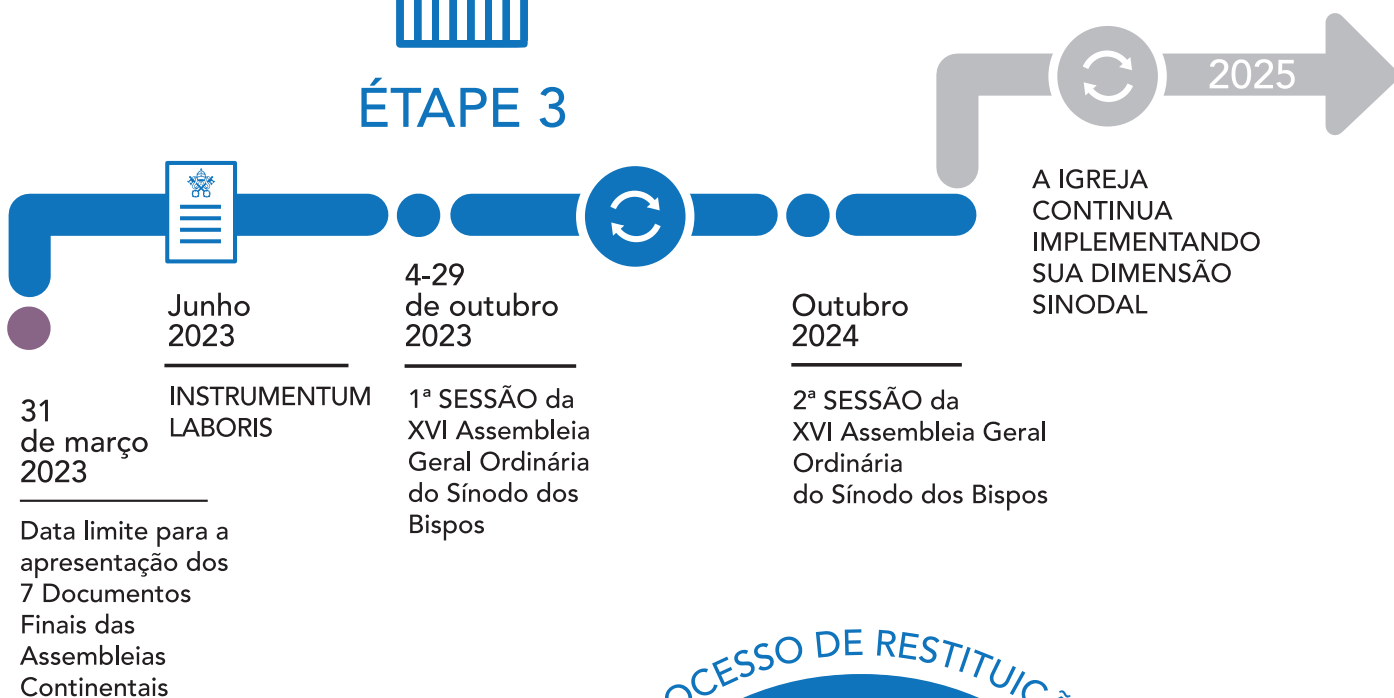 ÉTAPE 3
2025
A IGREJA
CONTINUA
IMPLEMENTANDO
SUA DIMENSÃO
SINODAL
31
de março
2023
Data limite para a
apresentação dos
7 Documentos
Finais das
Assembleias
Continentais
Junho
2023
INSTRUMENTUM
LABORIS
4-29
de outubro
2023
1ª SESSÃO da
XVI Assembleia
Geral Ordinária
do Sínodo dos
Bispos
Outubro
2024
2ª SESSÃO da
XVI Assembleia Geral
Ordinária
do Sínodo dos Bispos
OCESSO DE RESTITUIÇÃ